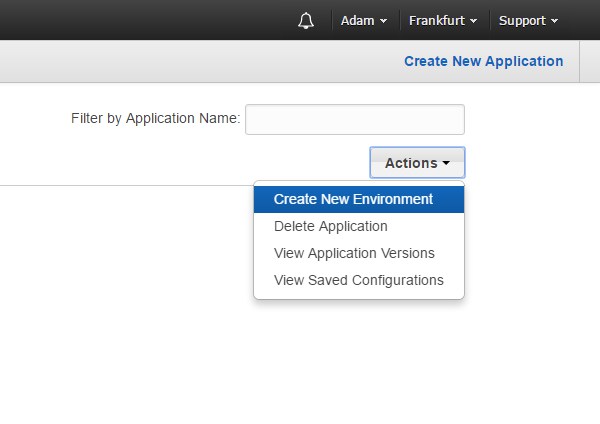 Adam Frankfurt Support
Create New Application
Filter by Application Name:
Actions
Create New Environment
Delete Application
View Application Versions
View Saved Configurations